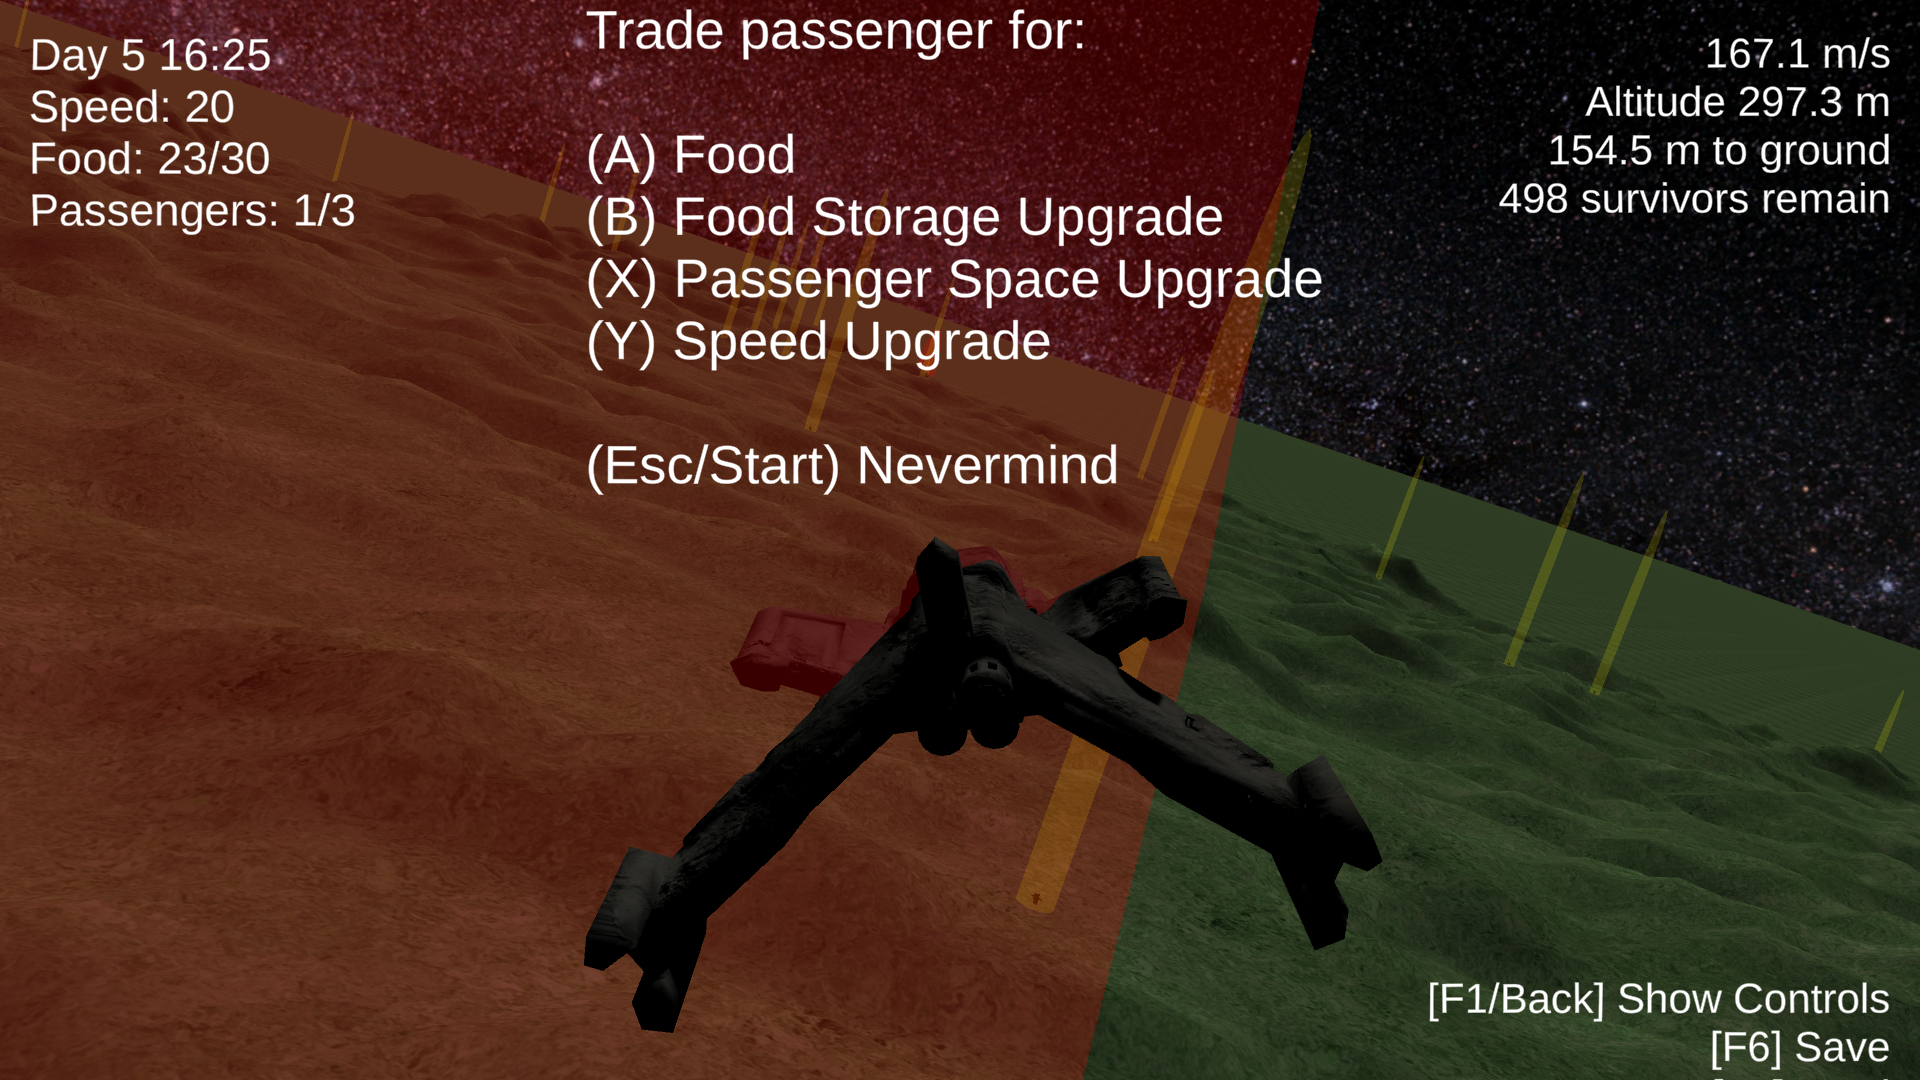 Day 5 16:25
Speed: 20
Food: 23/30
Passengers: 1/3
Trade passenger for:
(A) Food
(B) Food Storage Upgrade
(X) Passenger Space Upgrade
(Y) Speed Upgrade
(Esc/Start) Nevermind
167.1 m/s
Altitude 297.3 m
154.5 m to ground
498 survivors remain
[F1/Back] Show Controls
[F6] Save